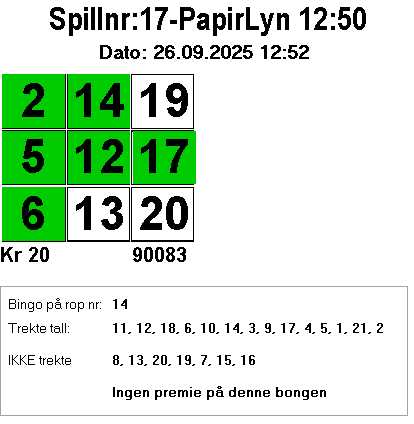 Spillnr:17-PapirLyn 12:50
Dato: 26.09.2025 12:52
2 14 19
5 12 17
6 13 20
Kr 20 90083
Bingo på rop nr: 14
Trekte tall: 11, 12, 18, 6, 10, 14, 3, 9, 17, 4, 5, 1, 21, 2
IKKE trekte 8, 13, 20, 19, 7, 15, 16
Ingen premie på denne bongen